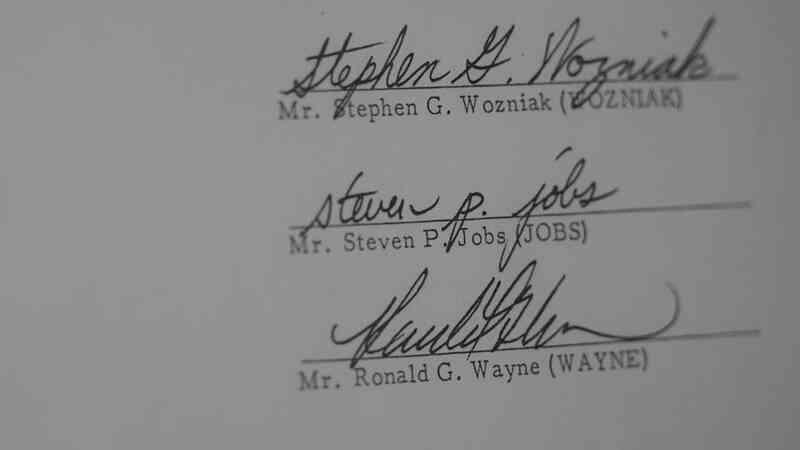 Stephen G. Wozniak
Mr. Stephen G. Wozniak (WOZNIAK)
steven p. jobs
Mr. Steven P. Jobs (JOBS)
Mr. Ronald G. Wayne (WAYNE)